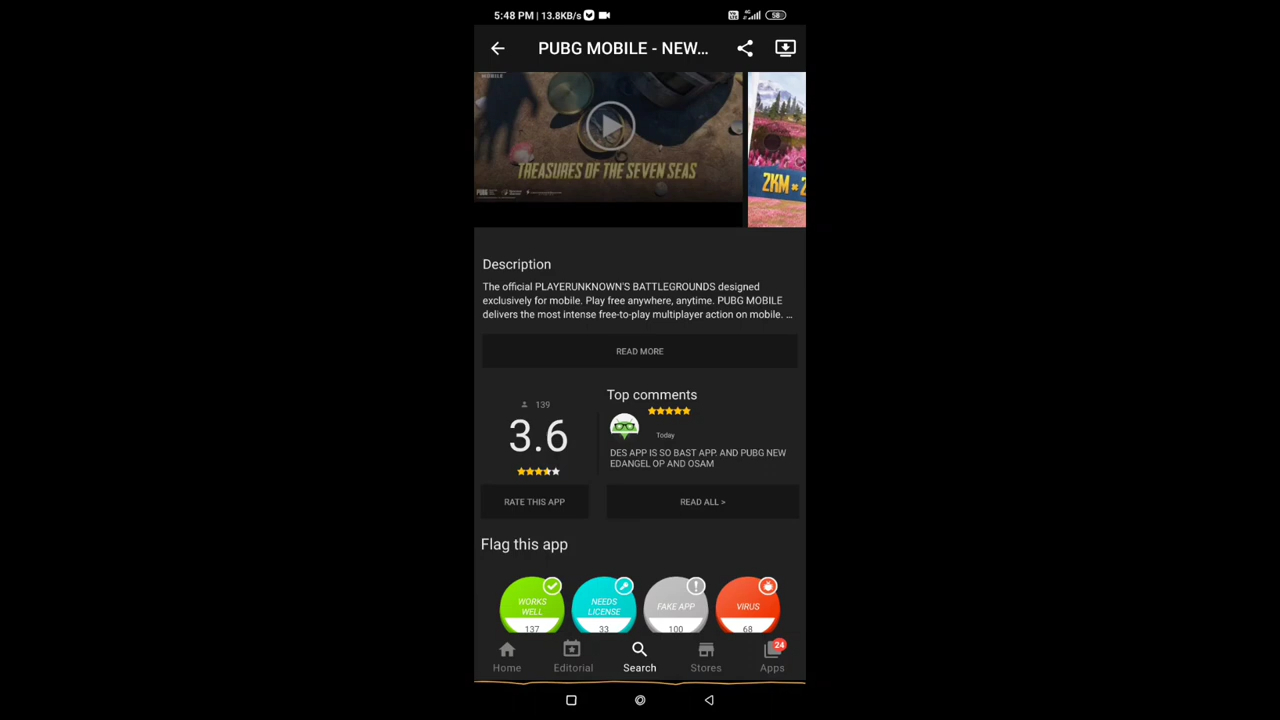 5:48 PM | 13.8KB/s
4G
58
PUBG MOBILE - NEW...
MOBILE
TREASURES OF THE SEVEN SEAS
PUBG
2KM × 2
Description
The official PLAYERUNKNOWN'S BATTLEGROUNDS designed
exclusively for mobile. Play free anywhere, anytime. PUBG MOBILE
delivers the most intense free-to-play multiplayer action on mobile. ...
READ MORE
139
3.6
RATE THIS APP
Top comments
Today
DES APP IS SO BAST APP. AND PUBG NEW
EDANGEL OP AND OSAM
READ ALL >
Flag this app
WORKS
WELL
137
NEEDS
LICENSE
33
FAKE APP
100
VIRUS
68
24
Home
Editorial
Search
Stores
Apps